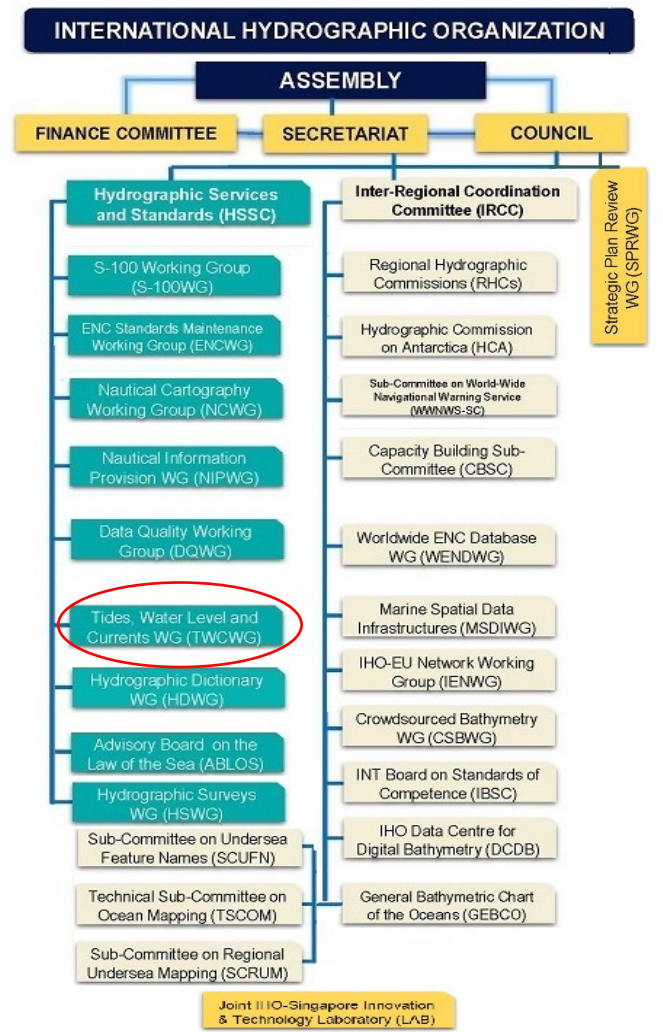 INTERNATIONAL HYDROGRAPHIC ORGANIZATION
ASSEMBLY
FINANCE COMMITTEE
SECRETARIAT
COUNCIL
Strategic Plan Review
WG (SPRWG)
Hydrographic Services
and Standards (HSSC)
S-100 Working Group
(S-100WG)
ENC Standards Maintenance
Working Group (ENCWG)
Nautical Cartography
Working Group (NCWG)
Nautical Information
Provision WG (NIPWG)
Data Quality Working
Group (DQWG)
Tides, Water Level and
Currents WG (TWCWG)
Hydrographic Dictionary
WG (HDWG)
Advisory Board on the
Law of the Sea (ABLOS)
Hydrographic Surveys
WG (HSWG)
Inter-Regional Coordination
Committee (IRCC)
Regional Hydrographic
Commissions (RHCs)
Hydrographic Commission
on Antarctica (HCA)
Sub-Committee on World-Wide
Navigational Warning Service
(WWNWS-SC)
Capacity Building Sub-
Committee (CBSC)
Worldwide ENC Database
WG (WENDWG)
Marine Spatial Data
Infrastructures (MSDIWG)
IHO-EU Network Working
Group (IENWG)
Crowdsourced Bathymetry
WG (CSBWG)
INT Board on Standards of
Competence (IBSC)
IHO Data Centre for
Digital Bathymetry (DCDB)
General Bathymetric Chart
of the Oceans (GEBCO)
Sub-Committee on Undersea
Feature Names (SCUFN)
Technical Sub-Committee on
Ocean Mapping (TSCOM)
Sub-Committee on Regional
Undersea Mapping (SCRUM)
Joint IHO-Singapore Innovation
& Technology Laboratory (LAB)